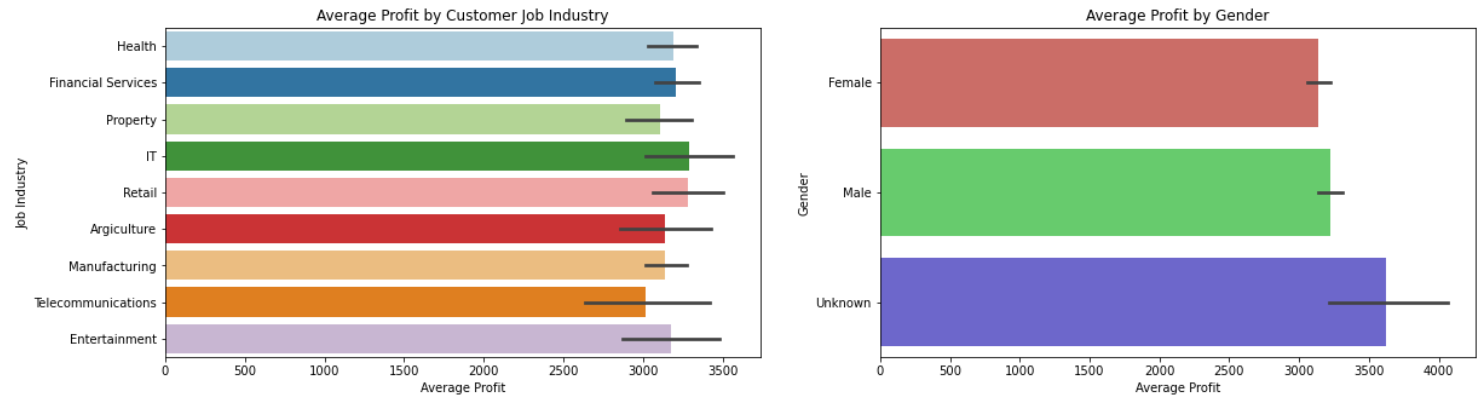 Average Profit by Customer Job Industry
Job Industry
Health
Financial Services
Property
IT
Retail
Argiculture
Manufacturing
Telecommunications
Entertainment
0 500 1000 1500 2000 2500 3000 3500
Average Profit
Average Profit by Gender
Gender
Female
Male
Unknown
0 500 1000 1500 2000 2500 3000 3500 4000
Average Profit